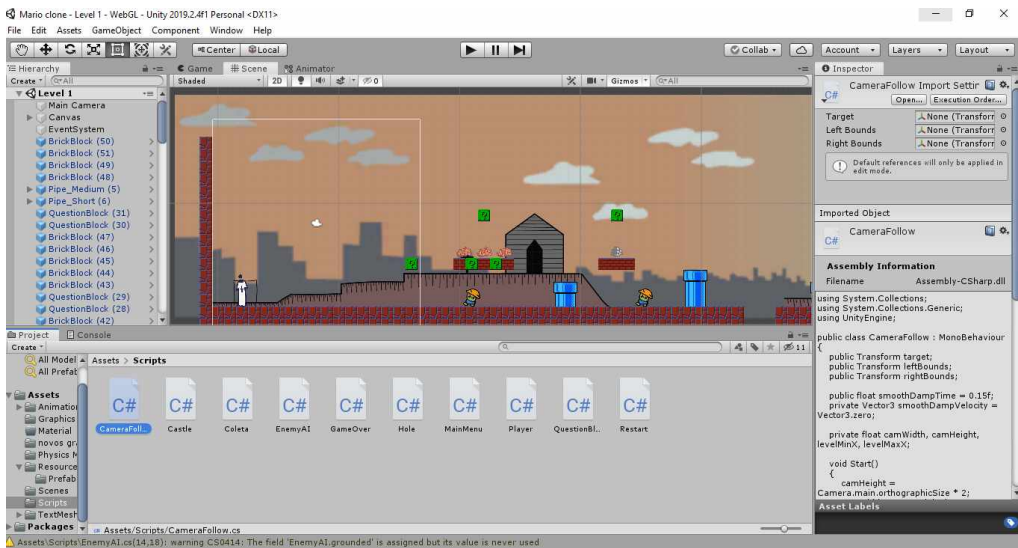 Mario clone - Level 1 - WebGL - Unity 2019.2.4f1 Personal <DX11>
File Edit Assets GameObject Component Window Help
Center Local
Collab Account Layers Layout
Hierarchy
Create All
Level 1
Main Camera
Canvas
EventSystem
BrickBlock (50)
BrickBlock (51)
BrickBlock (49)
BrickBlock (48)
Pipe_Medium (5)
Pipe_Short (6)
QuestionBlock (31)
QuestionBlock (30)
BrickBlock (47)
BrickBlock (46)
BrickBlock (45)
BrickBlock (44)
BrickBlock (43)
QuestionBlock (29)
QuestionBlock (28)
BrickBlock (42)
Game Scene Animator
Shaded 2D 0 Gizmos All
? ? ? ? ?
Project Console
Create
11
All Model
All Prefat
Assets
Animation
Graphics
Material
novos gr
Physics M
Resource
Prefab
Scenes
Scripts
TextMesh
Packages
Assets > Scripts
C# C# C# C# C# C# C# C# C# C#
CameraFoll... Castle Coleta EnemyAI GameOver Hole MainMenu Player QuestionBl... Restart
Assets/Scripts/CameraFollow.cs
Inspector
C#
CameraFollow Import Settir
Open... Execution Order...
Target None (Transforr
Left Bounds None (Transforr
Right Bounds None (Transforr
Default references will only be applied in
edit mode.
Imported Object
C#
CameraFollow
Assembly Information
Filename Assembly-CSharp.dll
using System.Collections;
using System.Collections.Generic;
using UnityEngine;
public class CameraFollow : MonoBehaviour
{
public Transform target;
public Transform leftBounds;
public Transform rightBounds;
public float smoothDampTime = 0.15f;
private Vector3 smoothDampVelocity =
Vector3.zero;
private float camWidth, camHeight,
levelMinX, levelMaxX;
void Start()
{
camHeight =
Camera.main.orthographicSize * 2;
Asset Labels
Assets\Scripts\EnemyAI.cs(14,18): warning CS0414: The field 'EnemyAI.grounded' is assigned but its value is never used